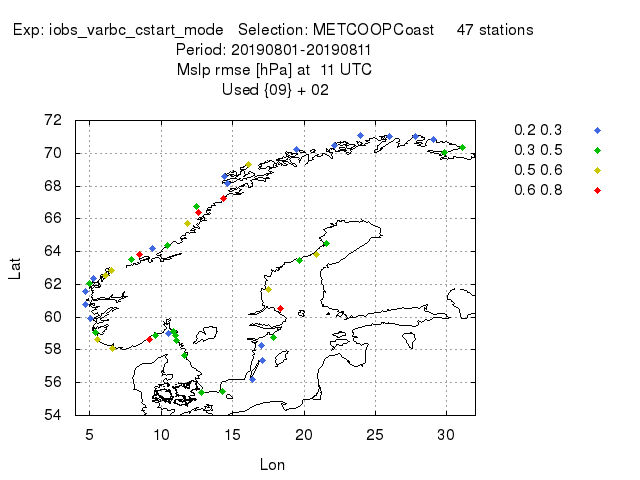 Exp: iobs_varbc_cstart_mode Selection: METCOOPCoast 47 stations
Period: 20190801-20190811
Mslp rmse [hPa] at 11 UTC
Used {09} + 02
72
70
68
66
64
62
60
58
56
54
Lat
5 10 15 20 25 30
Lon
0.2 0.3
0.3 0.5
0.5 0.6
0.6 0.8